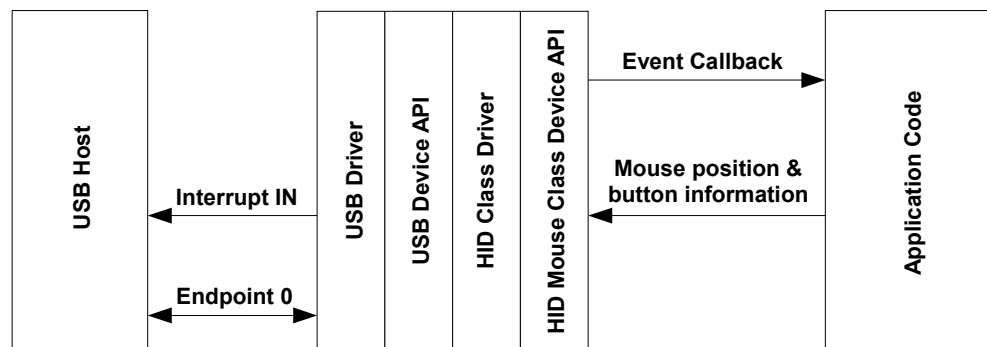 USB Host
Interrupt IN
Endpoint 0
USB Driver
USB Device API
HID Class Driver
HID Mouse Class Device API
Event Callback
Mouse position &
button information
Application Code